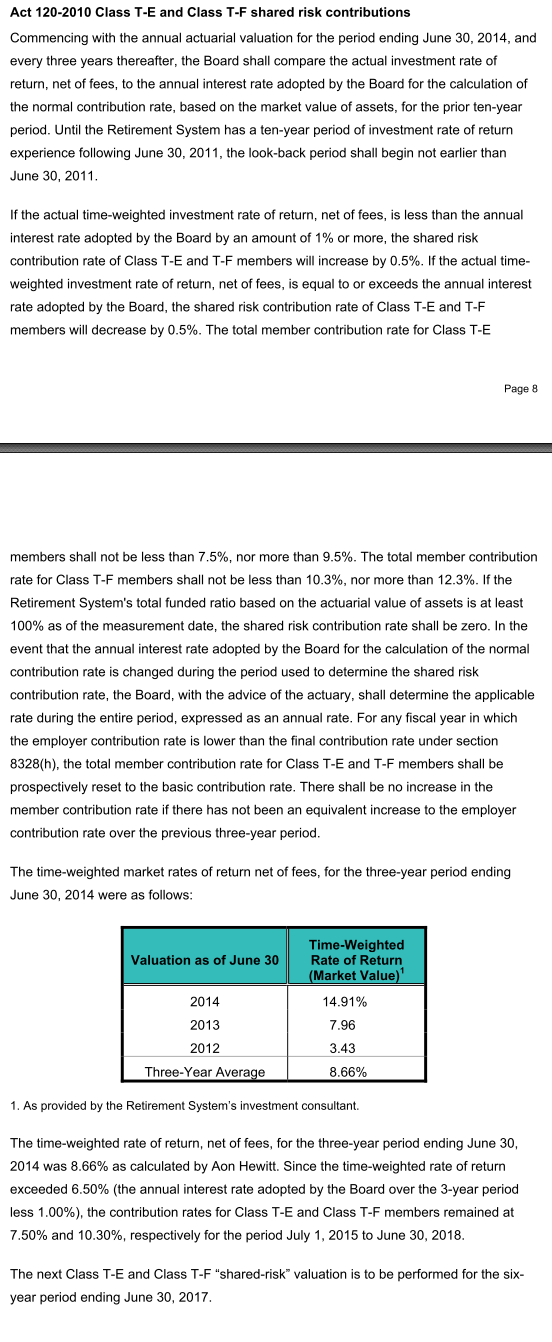 Act 120-2010 Class T-E and Class T-F shared risk contributions
Commencing with the annual actuarial valuation for the period ending June 30, 2014, and
every three years thereafter, the Board shall compare the actual investment rate of
return, net of fees, to the annual interest rate adopted by the Board for the calculation of
the normal contribution rate, based on the market value of assets, for the prior ten-year
period. Until the Retirement System has a ten-year period of investment rate of return
experience following June 30, 2011, the look-back period shall begin not earlier than
June 30, 2011.
If the actual time-weighted investment rate of return, net of fees, is less than the annual
interest rate adopted by the Board by an amount of 1% or more, the shared risk
contribution rate of Class T-E and T-F members will increase by 0.5%. If the actual time-
weighted investment rate of return, net of fees, is equal to or exceeds the annual interest
rate adopted by the Board, the shared risk contribution rate of Class T-E and T-F
members will decrease by 0.5%. The total member contribution rate for Class T-E
Page 8
members shall not be less than 7.5%, nor more than 9.5%. The total member contribution
rate for Class T-F members shall not be less than 10.3%, nor more than 12.3%. If the
Retirement System's total funded ratio based on the actuarial value of assets is at least
100% as of the measurement date, the shared risk contribution rate shall be zero. In the
event that the annual interest rate adopted by the Board for the calculation of the normal
contribution rate is changed during the period used to determine the shared risk
contribution rate, the Board, with the advice of the actuary, shall determine the applicable
rate during the entire period, expressed as an annual rate. For any fiscal year in which
the employer contribution rate is lower than the final contribution rate under section
8328(h), the total member contribution rate for Class T-E and T-F members shall be
prospectively reset to the basic contribution rate. There shall be no increase in the
member contribution rate if there has not been an equivalent increase to the employer
contribution rate over the previous three-year period.
The time-weighted market rates of return net of fees, for the three-year period ending
June 30, 2014 were as follows:
Valuation as of June 30
Time-Weighted
Rate of Return
(Market Value)¹
2014 14.91%
2013 7.96
2012 3.43
Three-Year Average 8.66%
1. As provided by the Retirement System's investment consultant.
The time-weighted rate of return, net of fees, for the three-year period ending June 30,
2014 was 8.66% as calculated by Aon Hewitt. Since the time-weighted rate of return
exceeded 6.50% (the annual interest rate adopted by the Board over the 3-year period
less 1.00%), the contribution rates for Class T-E and Class T-F members remained at
7.50% and 10.30%, respectively for the period July 1, 2015 to June 30, 2018.
The next Class T-E and Class T-F “shared-risk” valuation is to be performed for the six-
year period ending June 30, 2017.